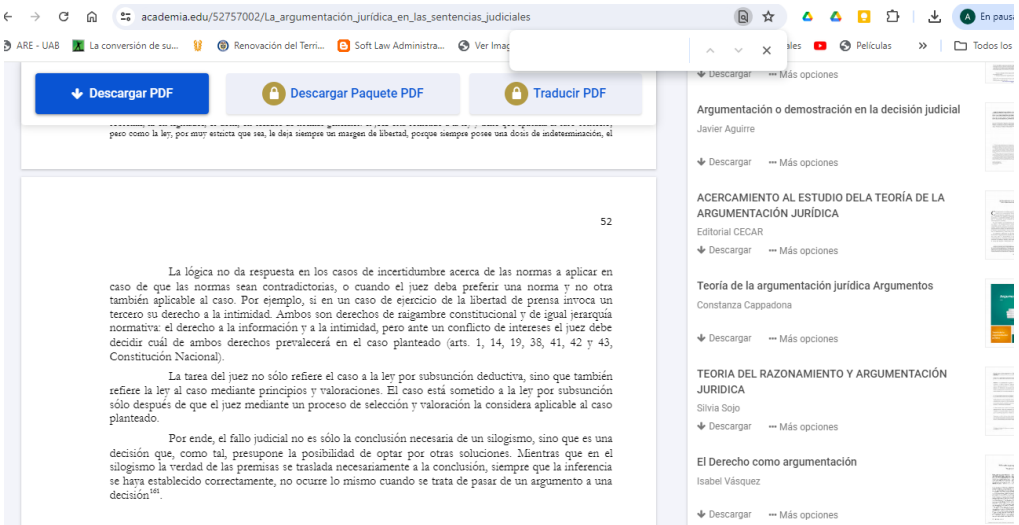 academia.edu/52757002/La_argumentación_jurídica_en_las_sentencias_judiciales
A
En pausa
ARE - UAB
La conversión de su...
Renovación del Terri...
Soft Law Administra...
Ver Imag
ales
Películas
»
Todos los
Descargar PDF
Descargar Paquete PDF
Traducir PDF
pero como la ley, por muy estricta que sea, le deja siempre un margen de libertad, porque siempre posee una dosis de indeterminación, el
52
La lógica no da respuesta en los casos de incertidumbre acerca de las normas a aplicar en
caso de que las normas sean contradictorias, o cuando el juez deba preferir una norma y no otra
también aplicable al caso. Por ejemplo, si en un caso de ejercicio de la libertad de prensa invoca un
tercero su derecho a la intimidad. Ambos son derechos de raigambre constitucional y de igual jerarquía
normativa: el derecho a la información y a la intimidad, pero ante un conflicto de intereses el juez debe
decidir cuál de ambos derechos prevalecerá en el caso planteado (arts. 1, 14, 19, 38, 41, 42 y 43,
Constitución Nacional).
La tarea del juez no sólo refiere el caso a la ley por subsunción deductiva, sino que también
refiere la ley al caso mediante principios y valoraciones. El caso está sometido a la ley por subsunción
sólo después de que el juez mediante un proceso de selección y valoración la considera aplicable al caso
planteado.
Por ende, el fallo judicial no es sólo la conclusión necesaria de un silogismo, sino que es una
decisión que, como tal, presupone la posibilidad de optar por otras soluciones. Mientras que en el
silogismo la verdad de las premisas se traslada necesariamente a la conclusión, siempre que la inferencia
se haya establecido correctamente, no ocurre lo mismo cuando se trata de pasar de un argumento a una
decisión161.
Descargar ••• Más opciones
Argumentación o demostración en la decisión judicial
Javier Aguirre
Descargar ••• Más opciones
ACERCAMIENTO AL ESTUDIO DELA TEORÍA DE LA
ARGUMENTACIÓN JURÍDICA
Editorial CECAR
Descargar ••• Más opciones
Teoría de la argumentación jurídica Argumentos
Constanza Cappadona
Descargar ••• Más opciones
TEORIA DEL RAZONAMIENTO Y ARGUMENTACIÓN
JURIDICA
Silvia Sojo
Descargar ••• Más opciones
El Derecho como argumentación
Isabel Vásquez
Descargar ••• Más opciones